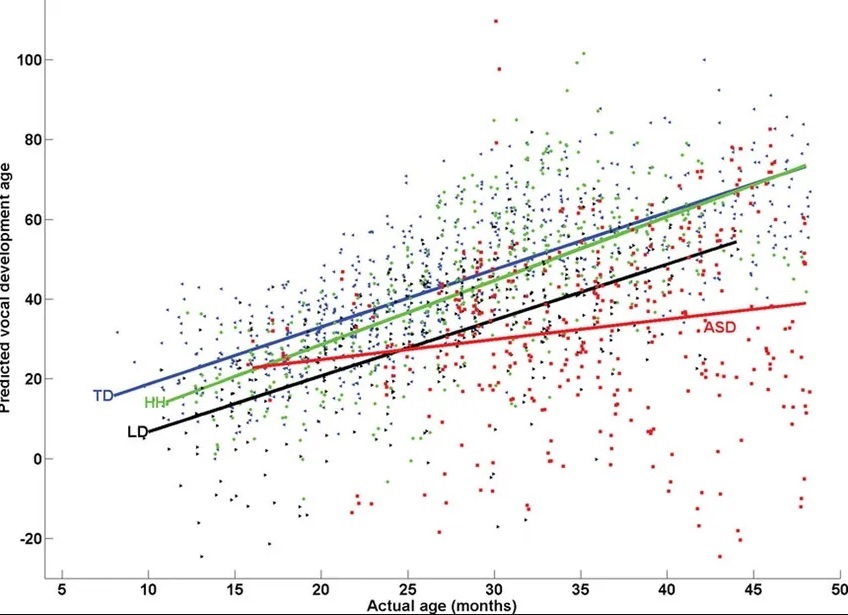 100
80
60
40
20
0
-20
Predicted vocal development age
TD
HH
LD
ASD
5 10 15 20 25 30 35 40 45 50
Actual age (months)